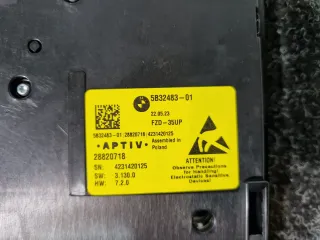 5B32483-01
22.05.23
FZD-35UP
5B32483-01:28820718:4231420125
• APTIV •
Assembled in
Poland
28820718
SN: 4231420125
SW: 3.130.0
HW: 7.2.0
ATTENTION!
Observe Precautions
for Handling!
Electrostatic Sensitive
Devices!